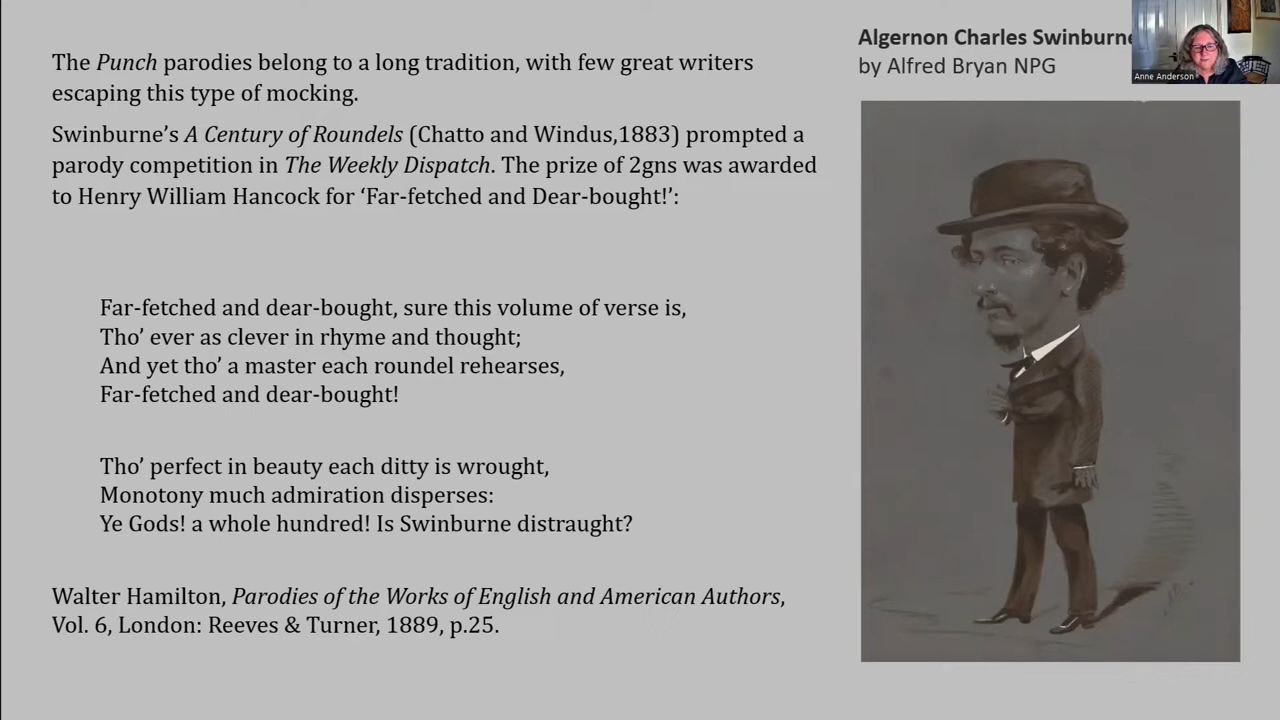 The Punch parodies belong to a long tradition, with few great writers
escaping this type of mocking.
Swinburne’s A Century of Roundels (Chatto and Windus,1883) prompted a
parody competition in The Weekly Dispatch. The prize of 2gns was awarded
to Henry William Hancock for ‘Far-fetched and Dear-bought!’:
Far-fetched and dear-bought, sure this volume of verse is,
Tho’ ever as clever in rhyme and thought;
And yet tho’ a master each roundel rehearses,
Far-fetched and dear-bought!
Tho’ perfect in beauty each ditty is wrought,
Monotony much admiration disperses:
Ye Gods! a whole hundred! Is Swinburne distraught?
Walter Hamilton, Parodies of the Works of English and American Authors,
Vol. 6, London: Reeves & Turner, 1889, p.25.
Algernon Charles Swinburne
by Alfred Bryan NPG
Anne Anderson